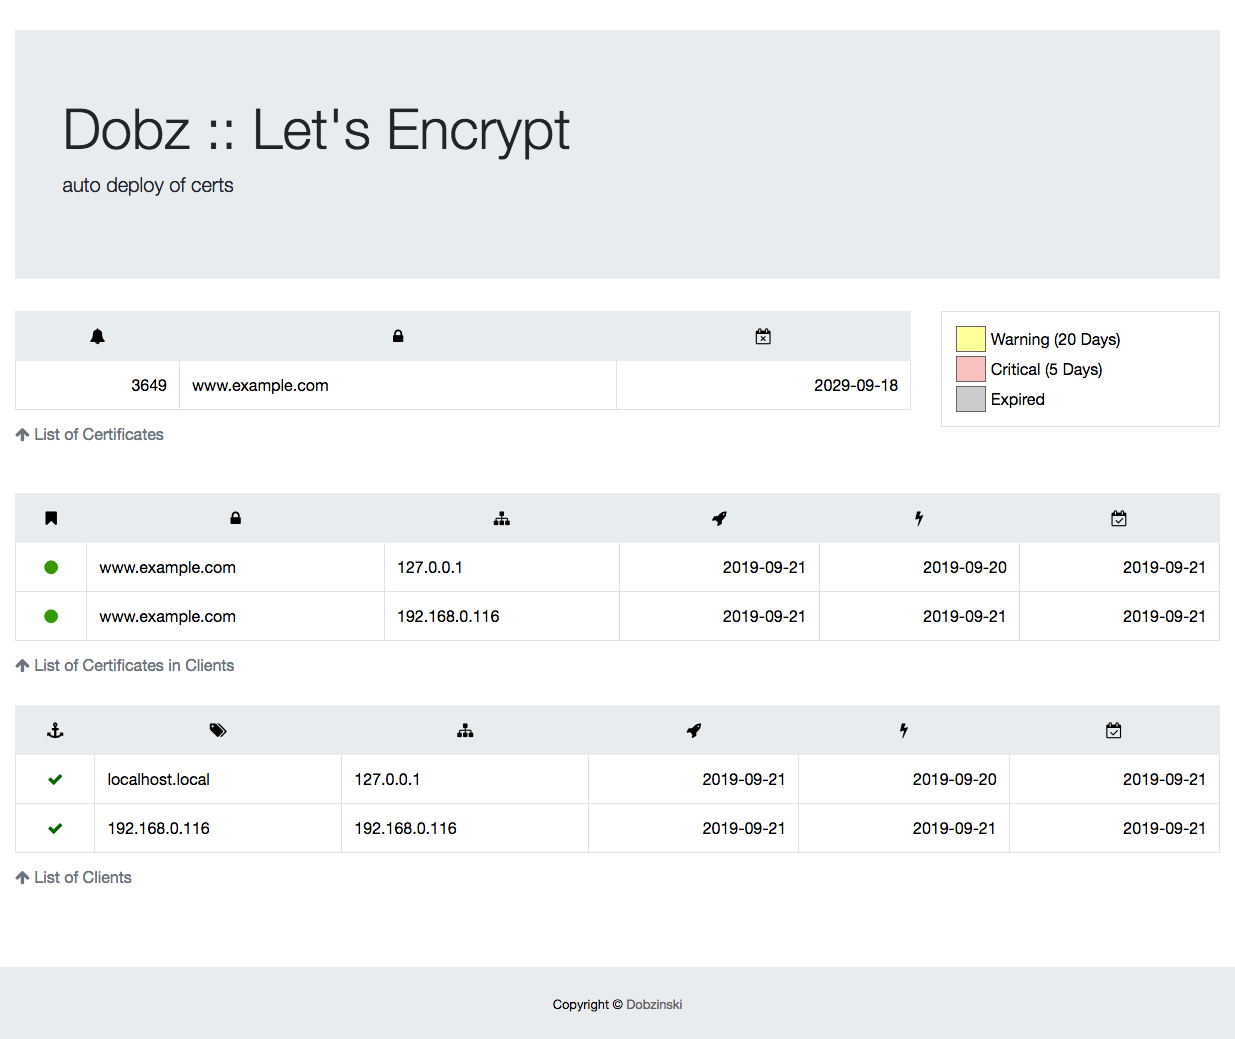 Dobz :: Let's Encrypt
auto deploy of certs
3649 www.example.com 2029-09-18
List of Certificates
Warning (20 Days)
Critical (5 Days)
Expired
www.example.com 127.0.0.1 2019-09-21 2019-09-20 2019-09-21
www.example.com 192.168.0.116 2019-09-21 2019-09-21 2019-09-21
List of Certificates in Clients
localhost.local 127.0.0.1 2019-09-21 2019-09-20 2019-09-21
192.168.0.116 192.168.0.116 2019-09-21 2019-09-21 2019-09-21
List of Clients
Copyright © Dobzinski